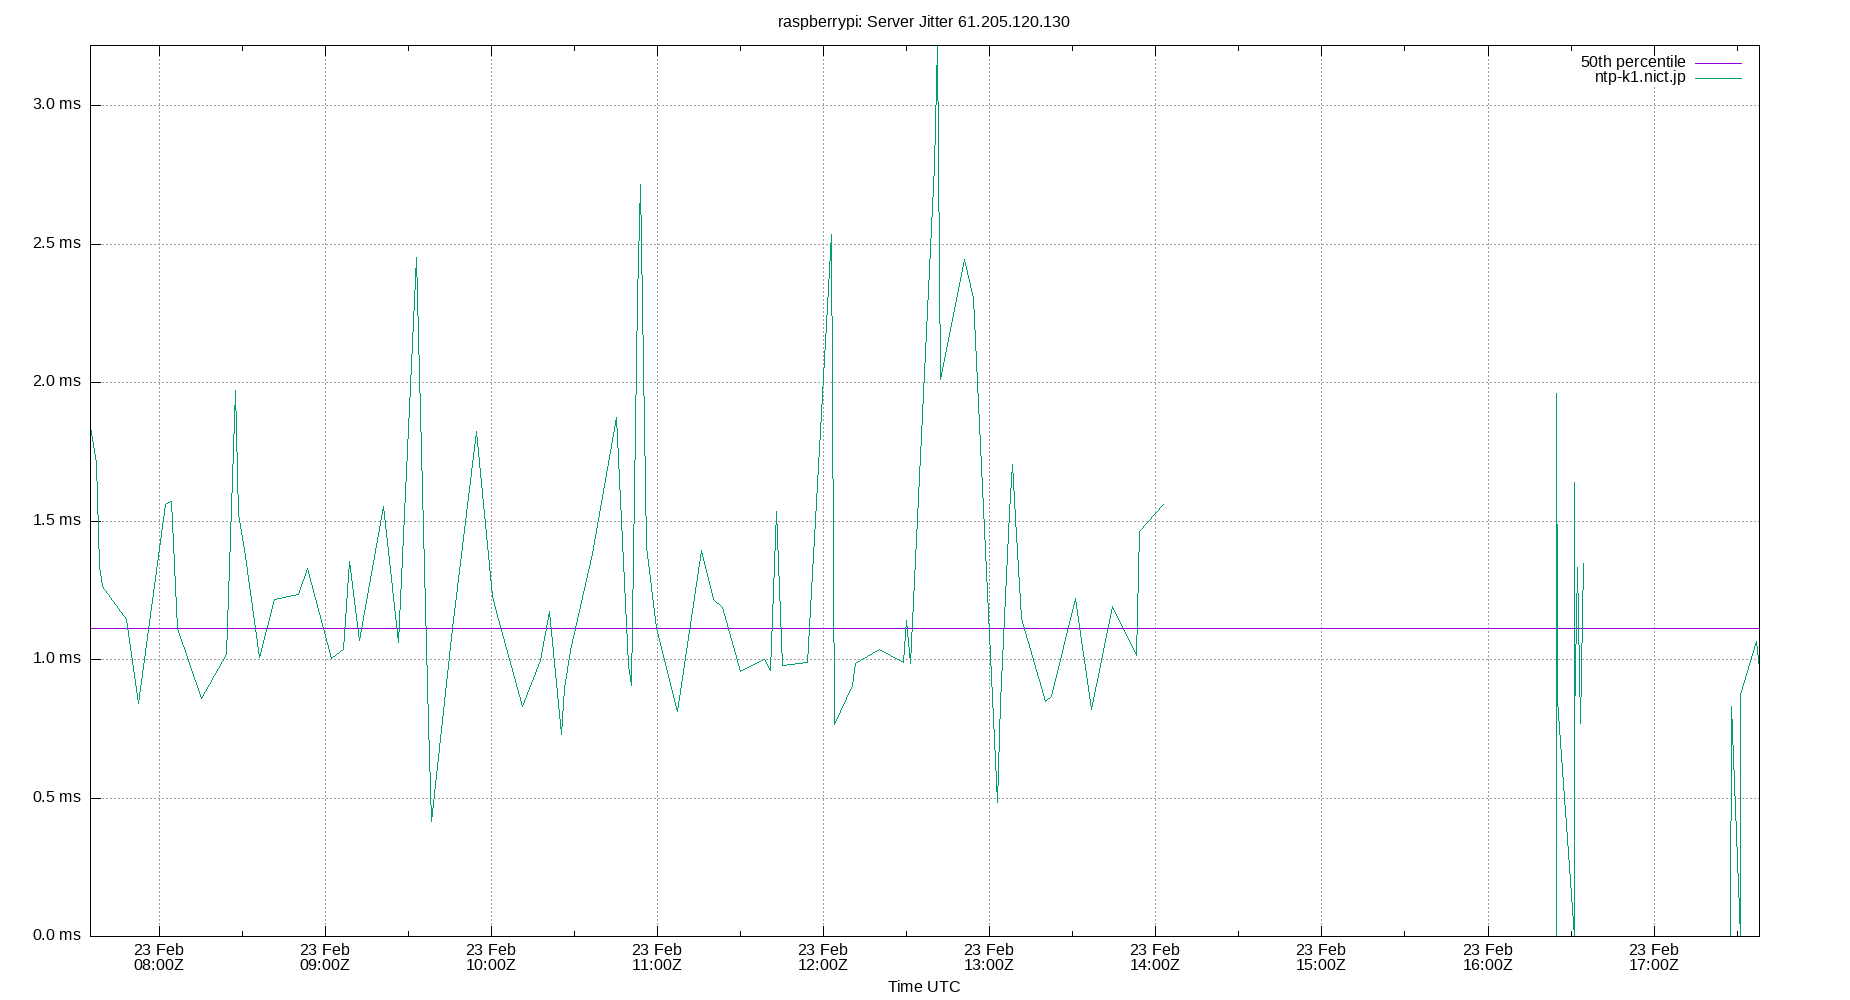 raspberrypi: Server Jitter 61.205.120.130
50th percentile
ntp-k1.nict.jp
3.0 ms
2.5 ms
2.0 ms
1.5 ms
1.0 ms
0.5 ms
0.0 ms
23 Feb 23 Feb 23 Feb 23 Feb 23 Feb 23 Feb 23 Feb 23 Feb 23 Feb 23 Feb
08:00Z 09:00Z 10:00Z 11:00Z 12:00Z 13:00Z 14:00Z 15:00Z 16:00Z 17:00Z
Time UTC